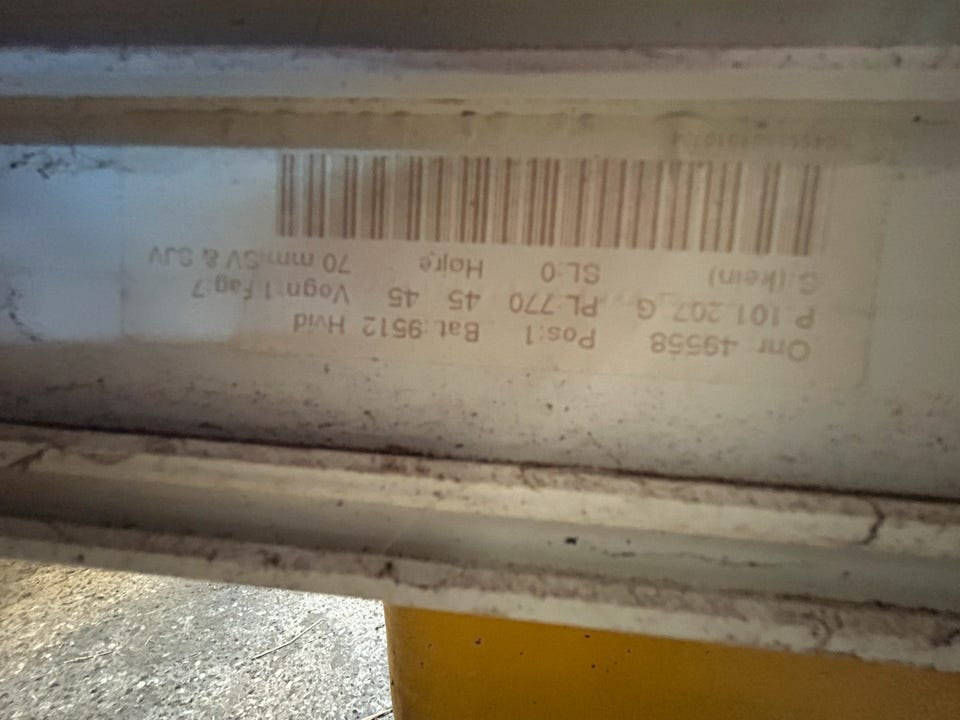 Onr 49558 Pos:1 Bat.:9512 Hvid
P 101 207 G PL:770 45 45 Vogn:1 fag:7
S:(kem) SL:0 Højre 70 mm:SV & SJV